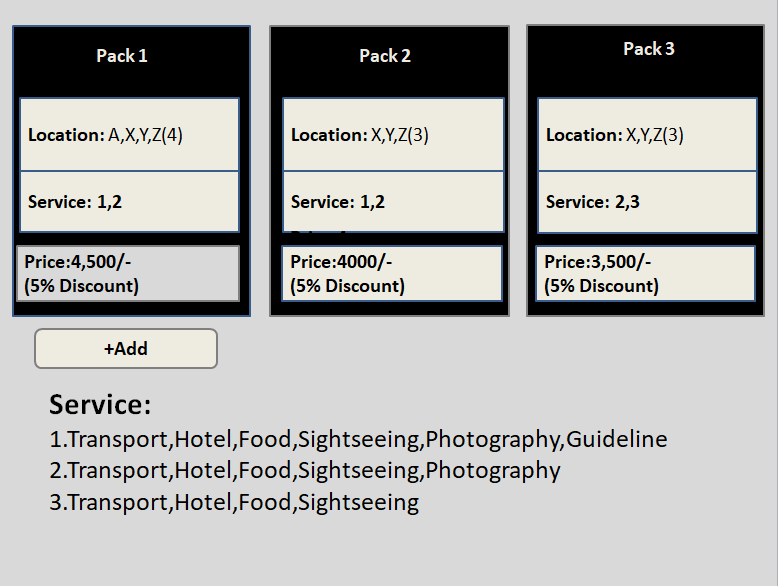 Pack 1
Location: A,X,Y,Z(4)
Service: 1,2
Price:4,500/-
(5% Discount)
Pack 2
Location: X,Y,Z(3)
Service: 1,2
Price:4000/-
(5% Discount)
Pack 3
Location: X,Y,Z(3)
Service: 2,3
Price:3,500/-
(5% Discount)
+Add
Service:
1.Transport,Hotel,Food,Sightseeing,Photography,Guideline
2.Transport,Hotel,Food,Sightseeing,Photography
3.Transport,Hotel,Food,Sightseeing